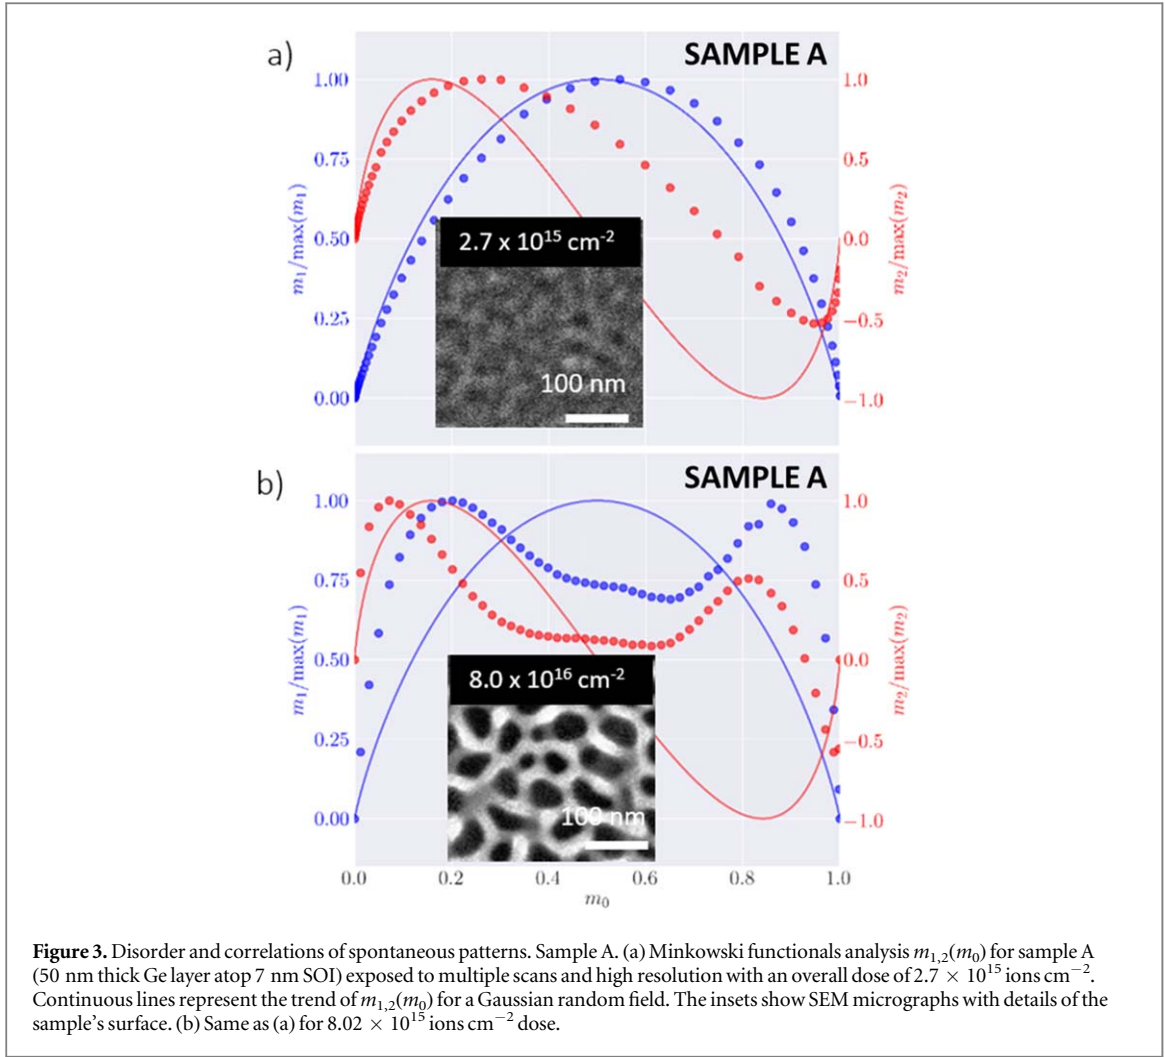 a)
SAMPLE A
1.00
0.75
0.50
0.25
0.00
m₁/max(m₁)
1.0
0.5
0.0
−0.5
−1.0
m₂/max(m₂)
2.7 x 10¹⁵ cm⁻²
100 nm
b)
SAMPLE A
1.00
0.75
0.50
0.25
0.00
m₁/max(m₁)
1.0
0.5
0.0
−0.5
−1.0
m₂/max(m₂)
8.0 x 10¹⁶ cm⁻²
100 nm
0.0 0.2 0.4 0.6 0.8 1.0
m₀
Figure 3. Disorder and correlations of spontaneous patterns. Sample A. (a) Minkowski functionals analysis m₁,₂(m₀) for sample A
(50 nm thick Ge layer atop 7 nm SOI) exposed to multiple scans and high resolution with an overall dose of 2.7 × 10¹⁵ ions cm⁻².
Continuous lines represent the trend of m₁,₂(m₀) for a Gaussian random field. The insets show SEM micrographs with details of the
sample's surface. (b) Same as (a) for 8.02 × 10¹⁵ ions cm⁻² dose.